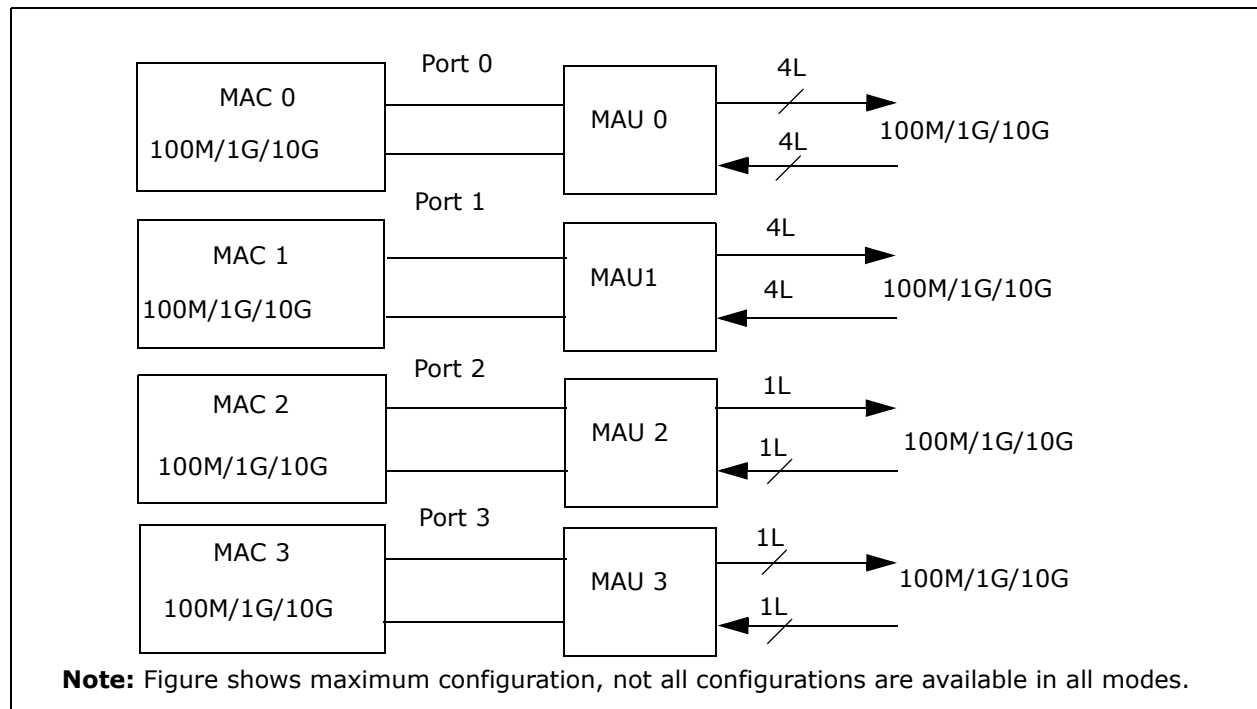 Port 0
MAC 0
100M/1G/10G
MAU 0
4L
4L
100M/1G/10G
Port 1
MAC 1
100M/1G/10G
MAU1
4L
4L
100M/1G/10G
Port 2
MAC 2
100M/1G/10G
MAU 2
1L
1L
100M/1G/10G
Port 3
MAC 3
100M/1G/10G
MAU 3
1L
1L
100M/1G/10G
Note: Figure shows maximum configuration, not all configurations are available in all modes.